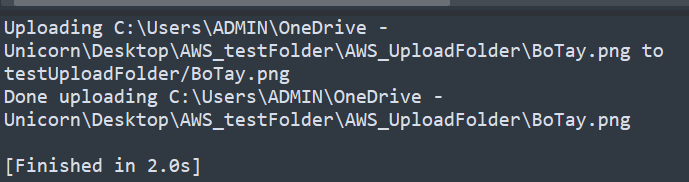 Uploading C:\Users\ADMIN\OneDrive -
Unicorn\Desktop\AWS_testFolder\AWS_UploadFolder\BoTay.png to
testUploadFolder/BoTay.png
Done uploading C:\Users\ADMIN\OneDrive -
Unicorn\Desktop\AWS_testFolder\AWS_UploadFolder\BoTay.png
[Finished in 2.0s]